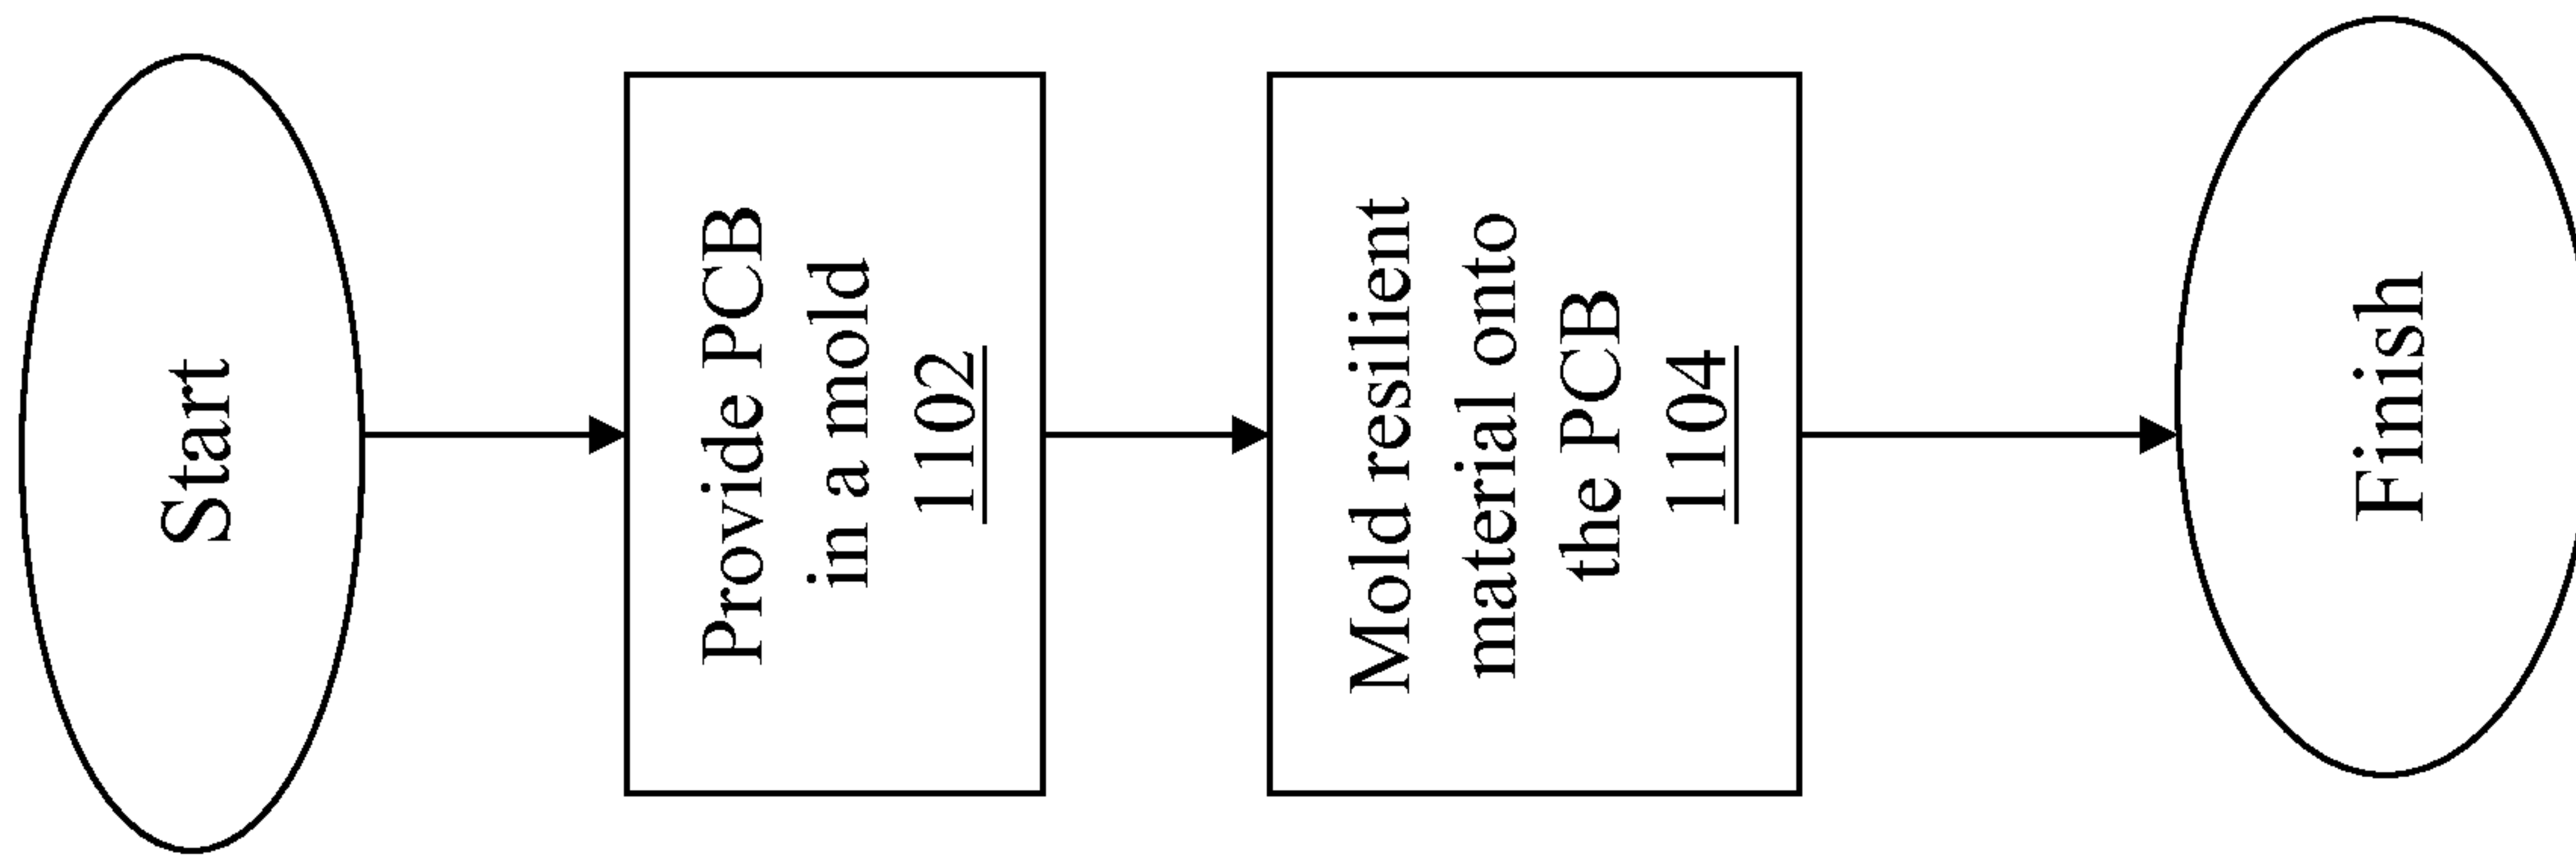 Start
Provide PCB
in a mold
1102
Mold resilient
material onto
the PCB
1104
Finish